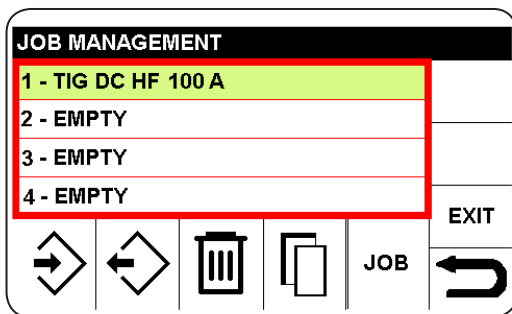 JOB MANAGEMENT
1 - TIG DC HF 100 A
2 - EMPTY
3 - EMPTY
4 - EMPTY
EXIT
JOB